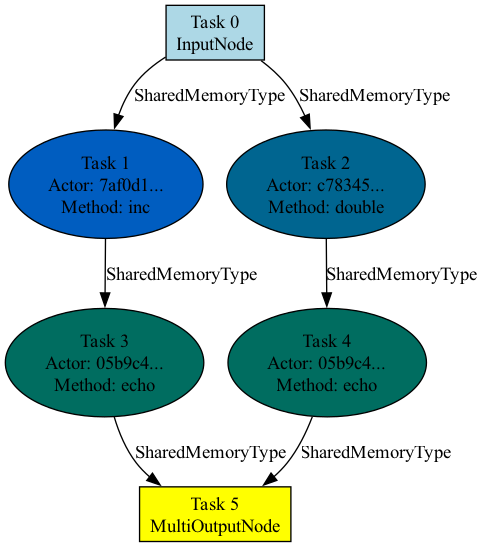 Task 0
InputNode
SharedMemoryType
SharedMemoryType
Task 1
Actor: 7af0d1...
Method: inc
Task 2
Actor: c78345...
Method: double
SharedMemoryType
SharedMemoryType
Task 3
Actor: 05b9c4...
Method: echo
Task 4
Actor: 05b9c4...
Method: echo
SharedMemoryType
SharedMemoryType
Task 5
MultiOutputNode